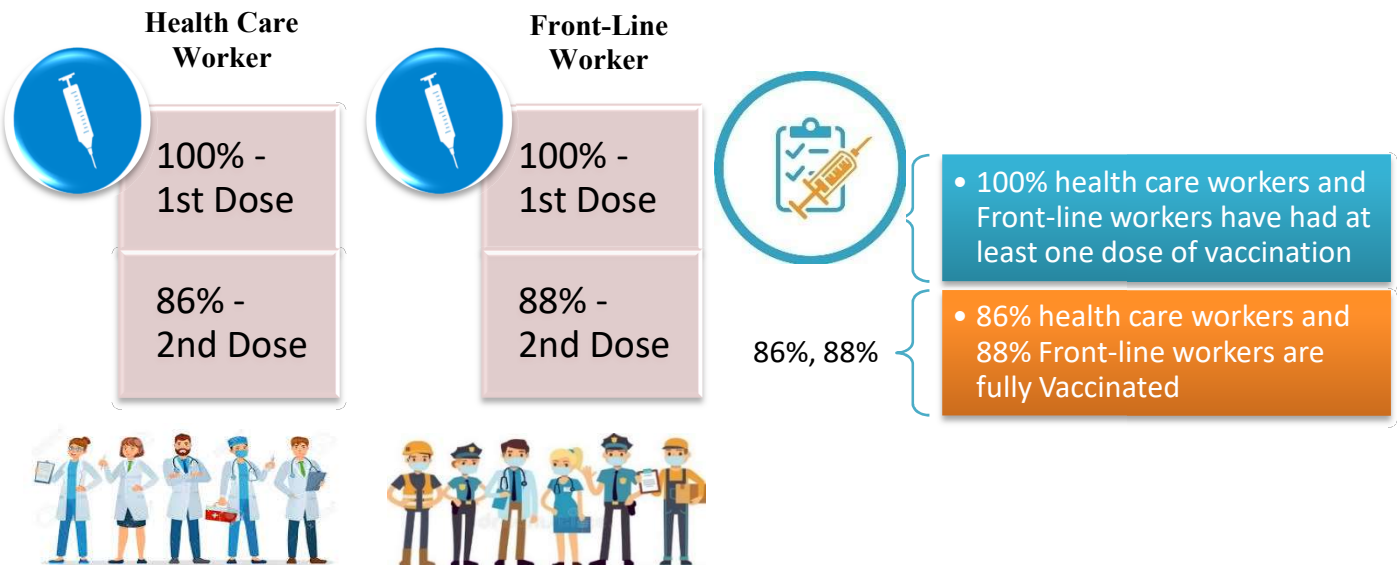 Health Care
Worker
100% -
1st Dose
86% -
2nd Dose
Front-Line
Worker
100% -
1st Dose
88% -
2nd Dose
86%, 88%
• 100% health care workers and
Front-line workers have had at
least one dose of vaccination
• 86% health care workers and
88% Front-line workers are
fully Vaccinated